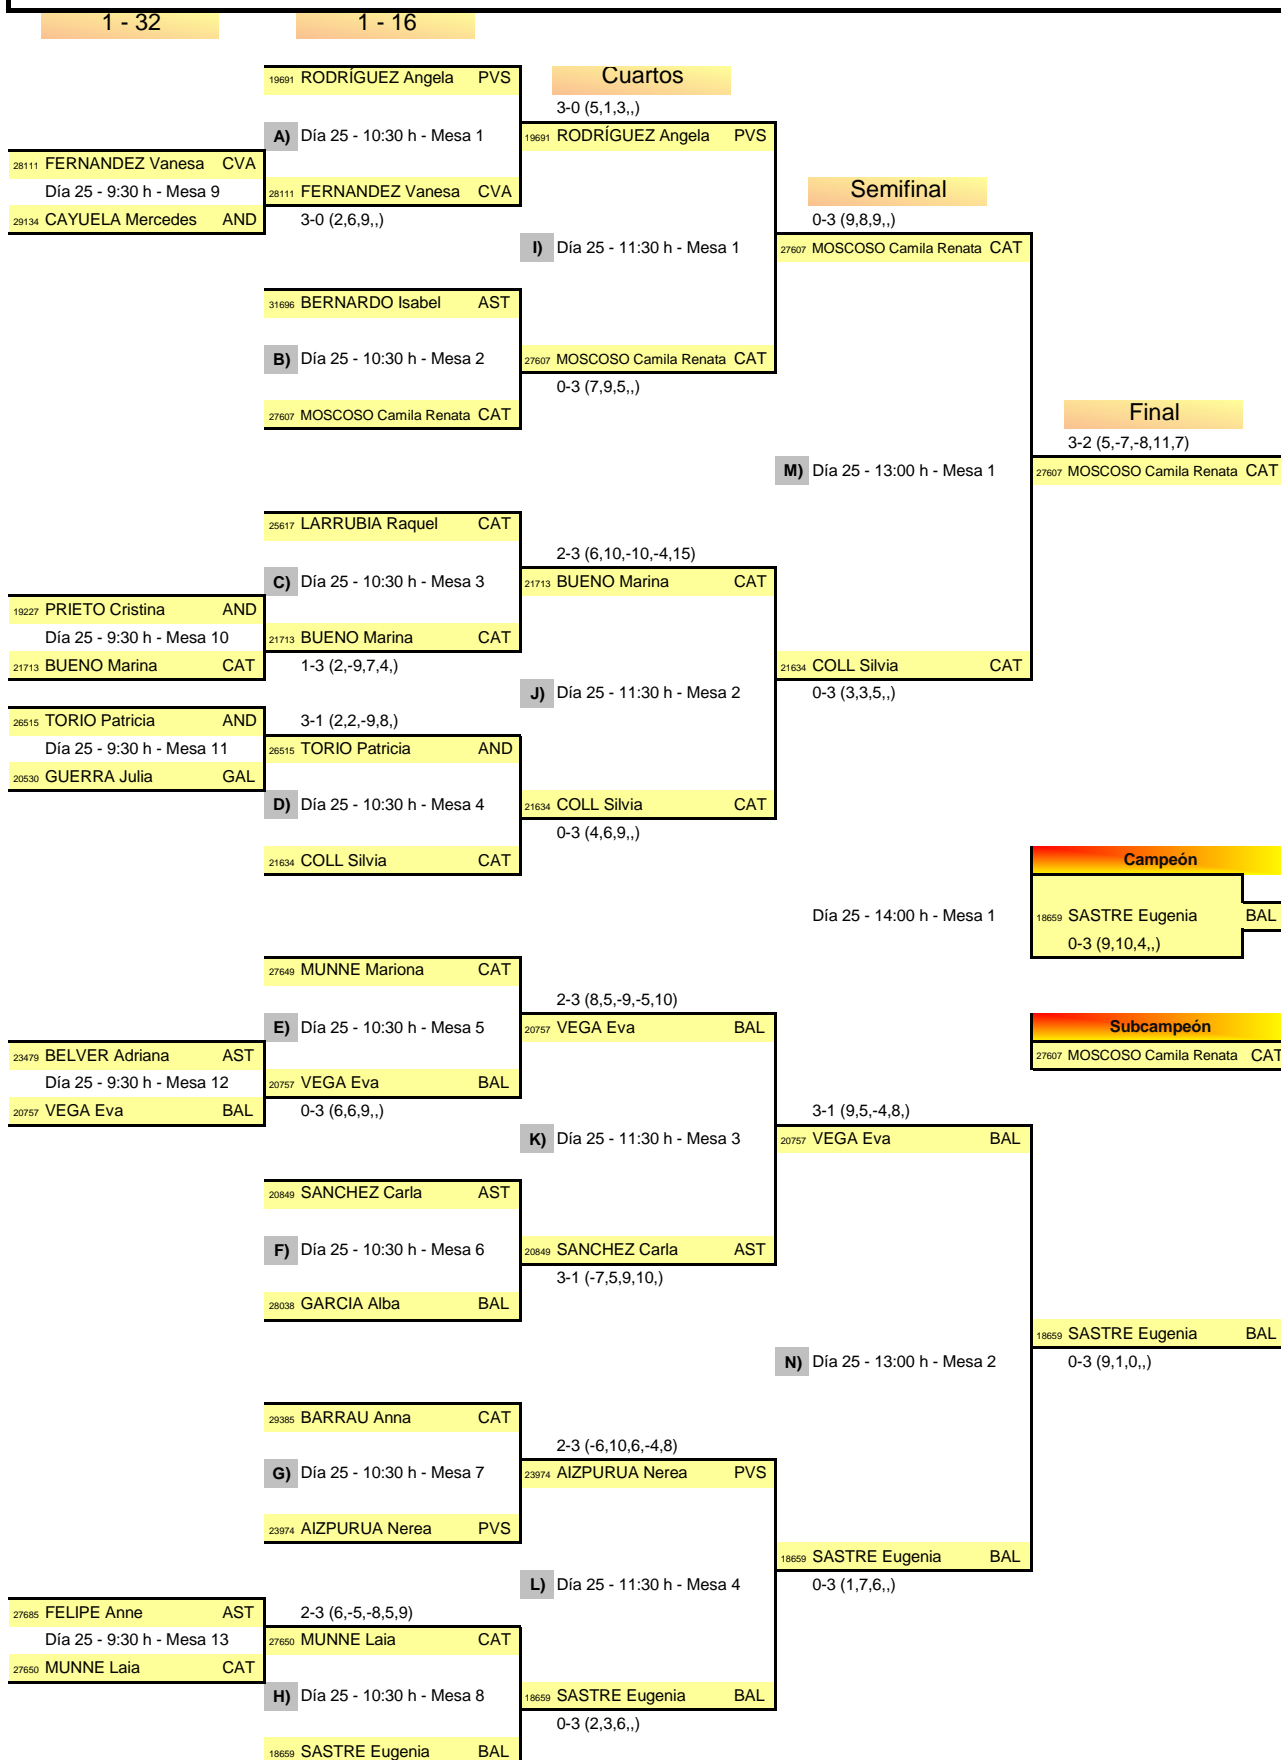 1 - 32
1 - 16
19691 RODRÍGUEZ Angela PVS
Cuartos
3-0 (5,1,3,,)
A) Día 25 - 10:30 h - Mesa 1
19691 RODRÍGUEZ Angela PVS
28111 FERNANDEZ Vanesa CVA
Día 25 - 9:30 h - Mesa 9
28111 FERNANDEZ Vanesa CVA
Semifinal
29134 CAYUELA Mercedes AND
3-0 (2,6,9,,)
0-3 (9,8,9,,)
I) Día 25 - 11:30 h - Mesa 1
27607 MOSCOSO Camila Renata CAT
31696 BERNARDO Isabel AST
B) Día 25 - 10:30 h - Mesa 2
27607 MOSCOSO Camila Renata CAT
0-3 (7,9,5,,)
27607 MOSCOSO Camila Renata CAT
Final
3-2 (5,-7,-8,11,7)
M) Día 25 - 13:00 h - Mesa 1
27607 MOSCOSO Camila Renata CAT
25617 LARRUBIA Raquel CAT
2-3 (6,10,-10,-4,15)
C) Día 25 - 10:30 h - Mesa 3
21713 BUENO Marina CAT
19227 PRIETO Cristina AND
Día 25 - 9:30 h - Mesa 10
21713 BUENO Marina CAT
21713 BUENO Marina CAT
1-3 (2,-9,7,4,)
21634 COLL Silvia CAT
J) Día 25 - 11:30 h - Mesa 2
0-3 (3,3,5,,)
26515 TORIO Patricia AND
3-1 (2,2,-9,8,)
Día 25 - 9:30 h - Mesa 11
26515 TORIO Patricia AND
20530 GUERRA Julia GAL
D) Día 25 - 10:30 h - Mesa 4
21634 COLL Silvia CAT
0-3 (4,6,9,,)
21634 COLL Silvia CAT
Campeón
Día 25 - 14:00 h - Mesa 1
18659 SASTRE Eugenia BAL
0-3 (9,10,4,,)
27649 MUNNE Mariona CAT
2-3 (8,5,-9,-5,10)
E) Día 25 - 10:30 h - Mesa 5
20757 VEGA Eva BAL
Subcampeón
23479 BELVER Adriana AST
27607 MOSCOSO Camila Renata CAT
Día 25 - 9:30 h - Mesa 12
20757 VEGA Eva BAL
20757 VEGA Eva BAL
0-3 (6,6,9,,)
3-1 (9,5,-4,8,)
K) Día 25 - 11:30 h - Mesa 3
20757 VEGA Eva BAL
20849 SANCHEZ Carla AST
F) Día 25 - 10:30 h - Mesa 6
20849 SANCHEZ Carla AST
3-1 (-7,5,9,10,)
28038 GARCIA Alba BAL
18659 SASTRE Eugenia BAL
N) Día 25 - 13:00 h - Mesa 2
0-3 (9,1,0,,)
29385 BARRAU Anna CAT
2-3 (-6,10,6,-4,8)
G) Día 25 - 10:30 h - Mesa 7
23974 AIZPURUA Nerea PVS
23974 AIZPURUA Nerea PVS
18659 SASTRE Eugenia BAL
L) Día 25 - 11:30 h - Mesa 4
0-3 (1,7,6,,)
27685 FELIPE Anne AST
2-3 (6,-5,-8,5,9)
Día 25 - 9:30 h - Mesa 13
27650 MUNNE Laia CAT
27650 MUNNE Laia CAT
H) Día 25 - 10:30 h - Mesa 8
18659 SASTRE Eugenia BAL
0-3 (2,3,6,,)
18659 SASTRE Eugenia BAL